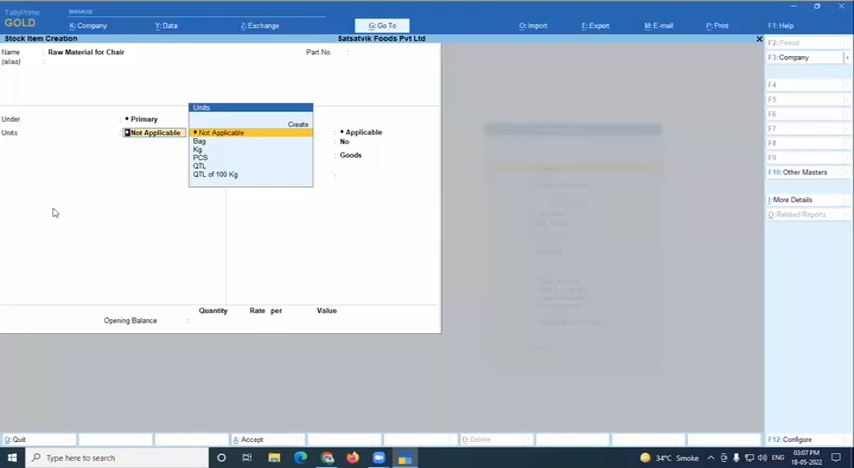 TallyPrime MANAGE
GOLD K: Company Y: Data Z: Exchange G: Go To O: Import E: Export M: E-mail P: Print F1: Help
Stock Item Creation Satsatvik Foods Pvt Ltd
Name : Raw Material for Chair Part No. :
(alias) :
Under : Primary
Units : Not Applicable
Units
Create
Not Applicable
Bag
Kg
PCS
QTL
QTL of 100 Kg
: Applicable
: No
: Goods
:
Quantity Rate per Value
Opening Balance :
F2: Period
F3: Company
F4
F5
F6
F7
F8
F9
F10: Other Masters
I: More Details
O: Related Reports
Q: Quit A: Accept D: Delete F12: Configure
Type here to search 34°C Smoke ENG 03:07 PM
18-05-2022